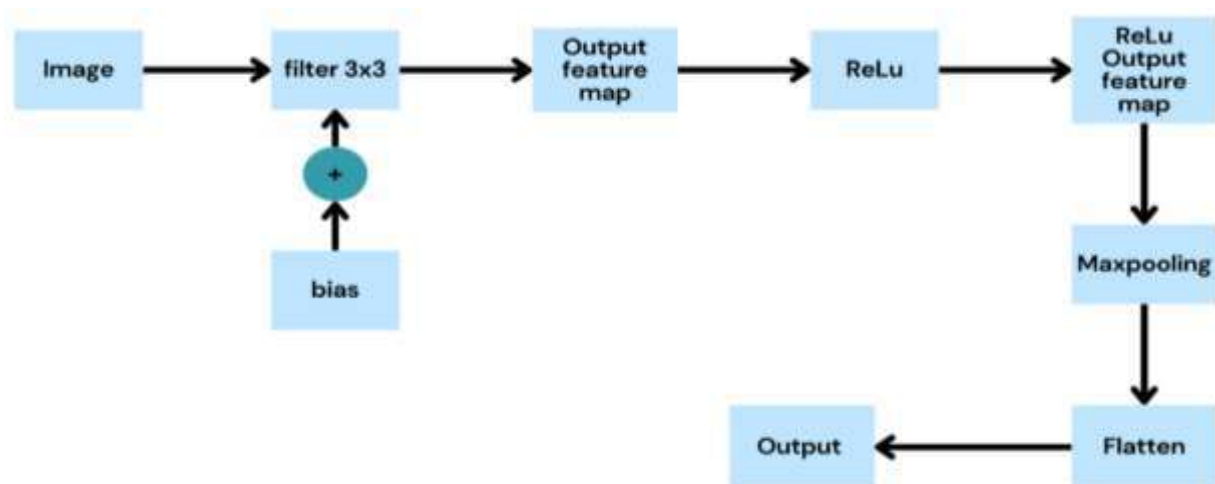 Image
filter 3x3
Output
feature
map
ReLu
ReLu
Output
feature
map
+
bias
Maxpooling
Output
Flatten